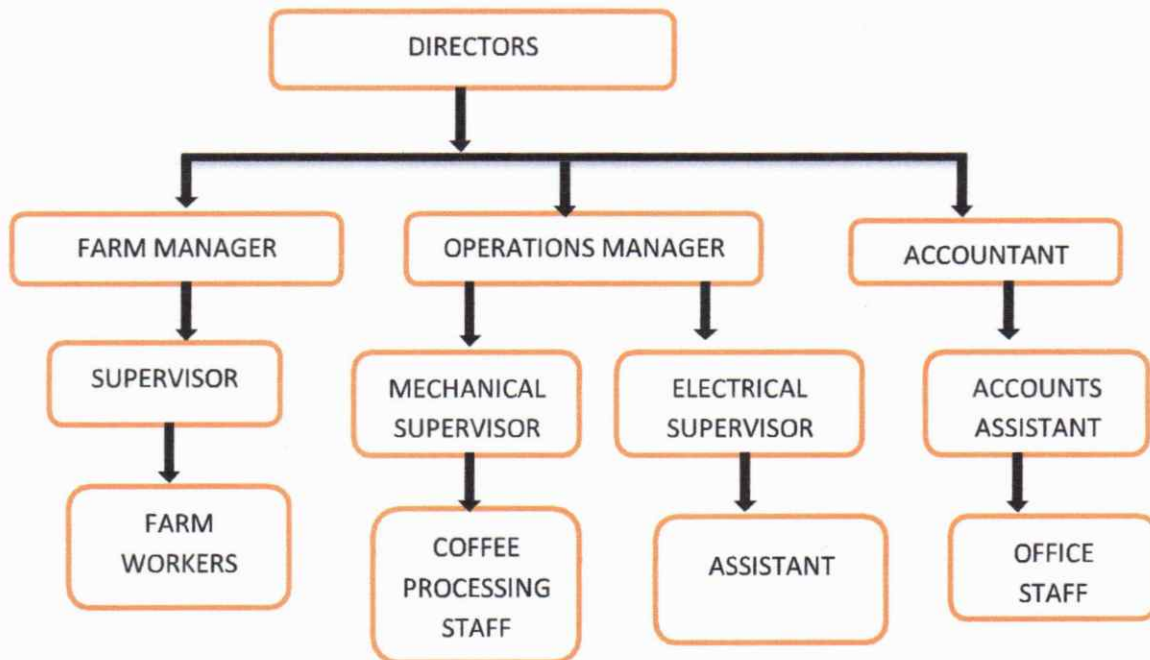 DIRECTORS
FARM MANAGER
OPERATIONS MANAGER
ACCOUNTANT
SUPERVISOR
MECHANICAL
SUPERVISOR
ELECTRICAL
SUPERVISOR
ACCOUNTS
ASSISTANT
FARM
WORKERS
COFFEE
PROCESSING
STAFF
ASSISTANT
OFFICE
STAFF